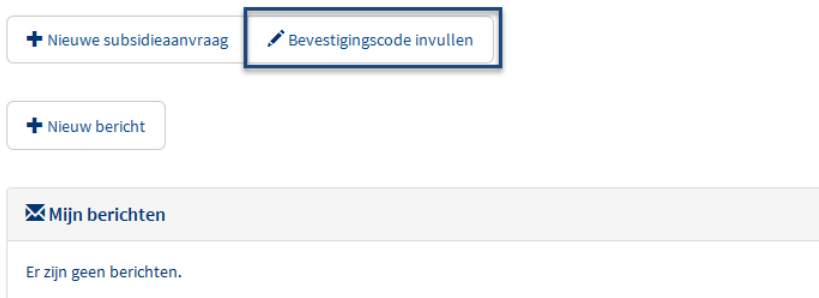 Nieuwe subsidieaanvraag
Bevestigingscode invullen
Nieuw bericht
Mijn berichten
Er zijn geen berichten.